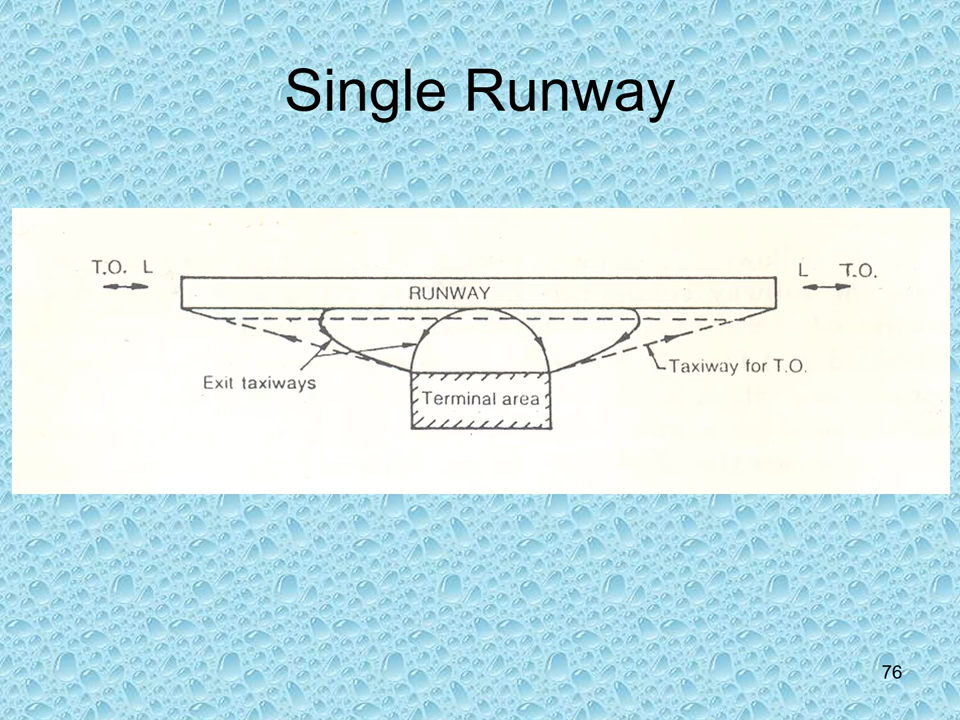 Single Runway
T.O. L
L T.O.
RUNWAY
Exit taxiways
Taxiway for T.O.
Terminal area
76